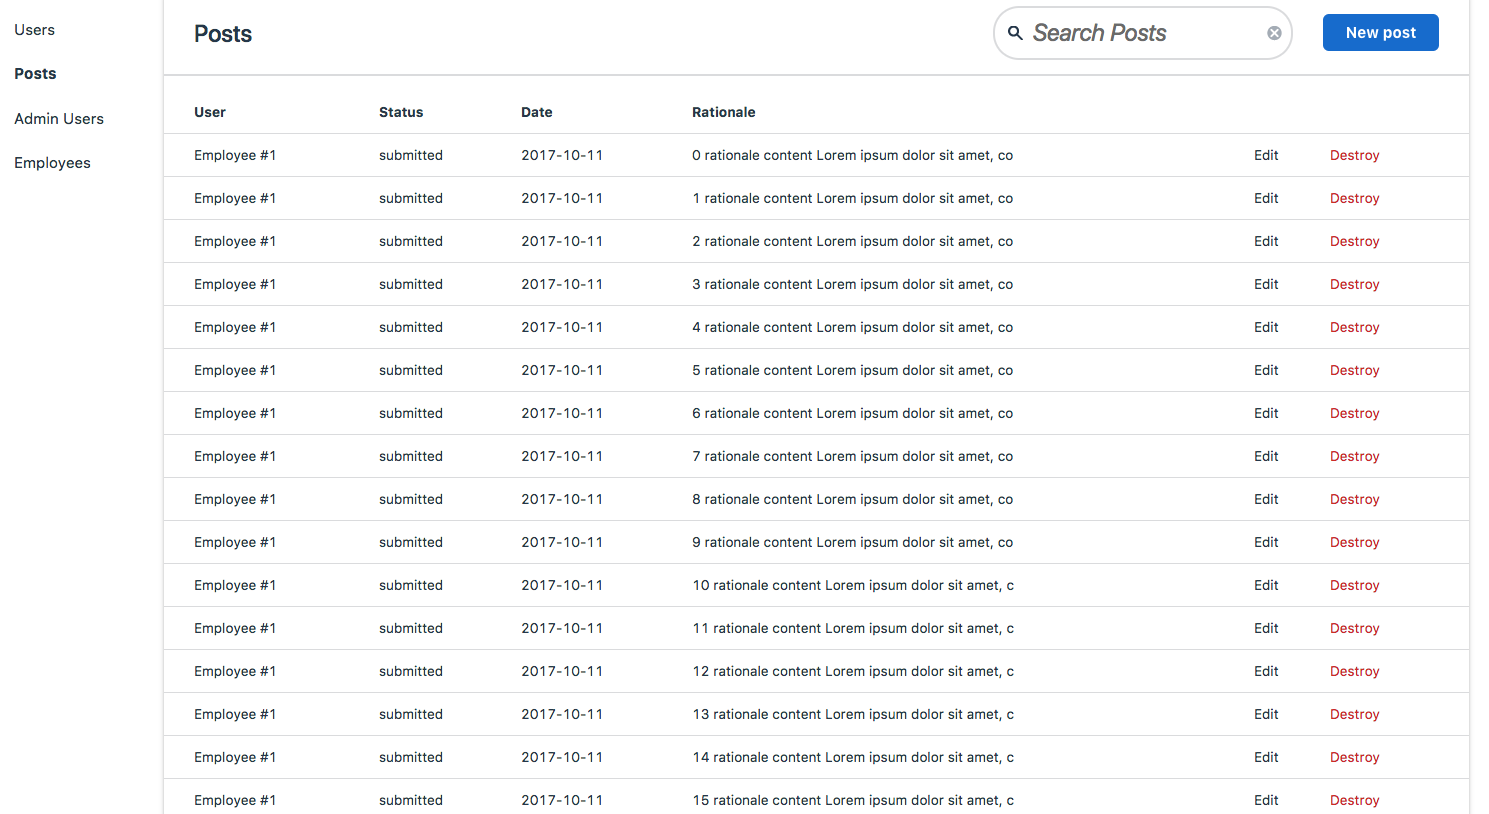 Users
Posts
Admin Users
Employees
Posts Search Posts New post
User Status Date Rationale
Employee #1 submitted 2017-10-11 0 rationale content Lorem ipsum dolor sit amet, co Edit Destroy
Employee #1 submitted 2017-10-11 1 rationale content Lorem ipsum dolor sit amet, co Edit Destroy
Employee #1 submitted 2017-10-11 2 rationale content Lorem ipsum dolor sit amet, co Edit Destroy
Employee #1 submitted 2017-10-11 3 rationale content Lorem ipsum dolor sit amet, co Edit Destroy
Employee #1 submitted 2017-10-11 4 rationale content Lorem ipsum dolor sit amet, co Edit Destroy
Employee #1 submitted 2017-10-11 5 rationale content Lorem ipsum dolor sit amet, co Edit Destroy
Employee #1 submitted 2017-10-11 6 rationale content Lorem ipsum dolor sit amet, co Edit Destroy
Employee #1 submitted 2017-10-11 7 rationale content Lorem ipsum dolor sit amet, co Edit Destroy
Employee #1 submitted 2017-10-11 8 rationale content Lorem ipsum dolor sit amet, co Edit Destroy
Employee #1 submitted 2017-10-11 9 rationale content Lorem ipsum dolor sit amet, co Edit Destroy
Employee #1 submitted 2017-10-11 10 rationale content Lorem ipsum dolor sit amet, c Edit Destroy
Employee #1 submitted 2017-10-11 11 rationale content Lorem ipsum dolor sit amet, c Edit Destroy
Employee #1 submitted 2017-10-11 12 rationale content Lorem ipsum dolor sit amet, c Edit Destroy
Employee #1 submitted 2017-10-11 13 rationale content Lorem ipsum dolor sit amet, c Edit Destroy
Employee #1 submitted 2017-10-11 14 rationale content Lorem ipsum dolor sit amet, c Edit Destroy
Employee #1 submitted 2017-10-11 15 rationale content Lorem ipsum dolor sit amet, c Edit Destroy